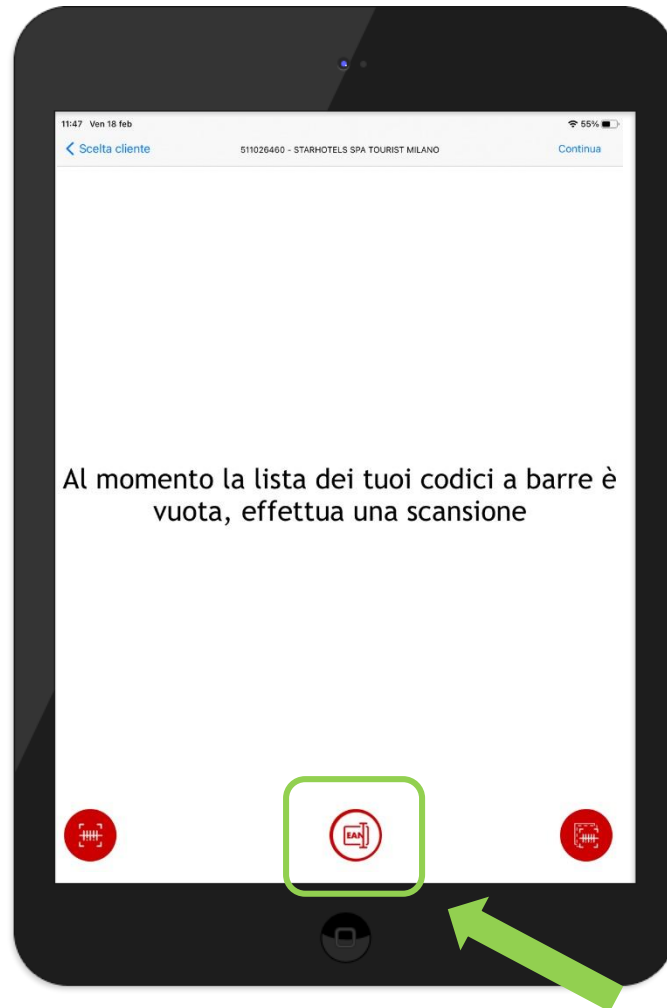 11:47 Ven 18 feb 55%
Scelta cliente 511026460 - STARHOTELS SPA TOURIST MILANO Continua
Al momento la lista dei tuoi codici a barre è
vuota, effettua una scansione
EAN